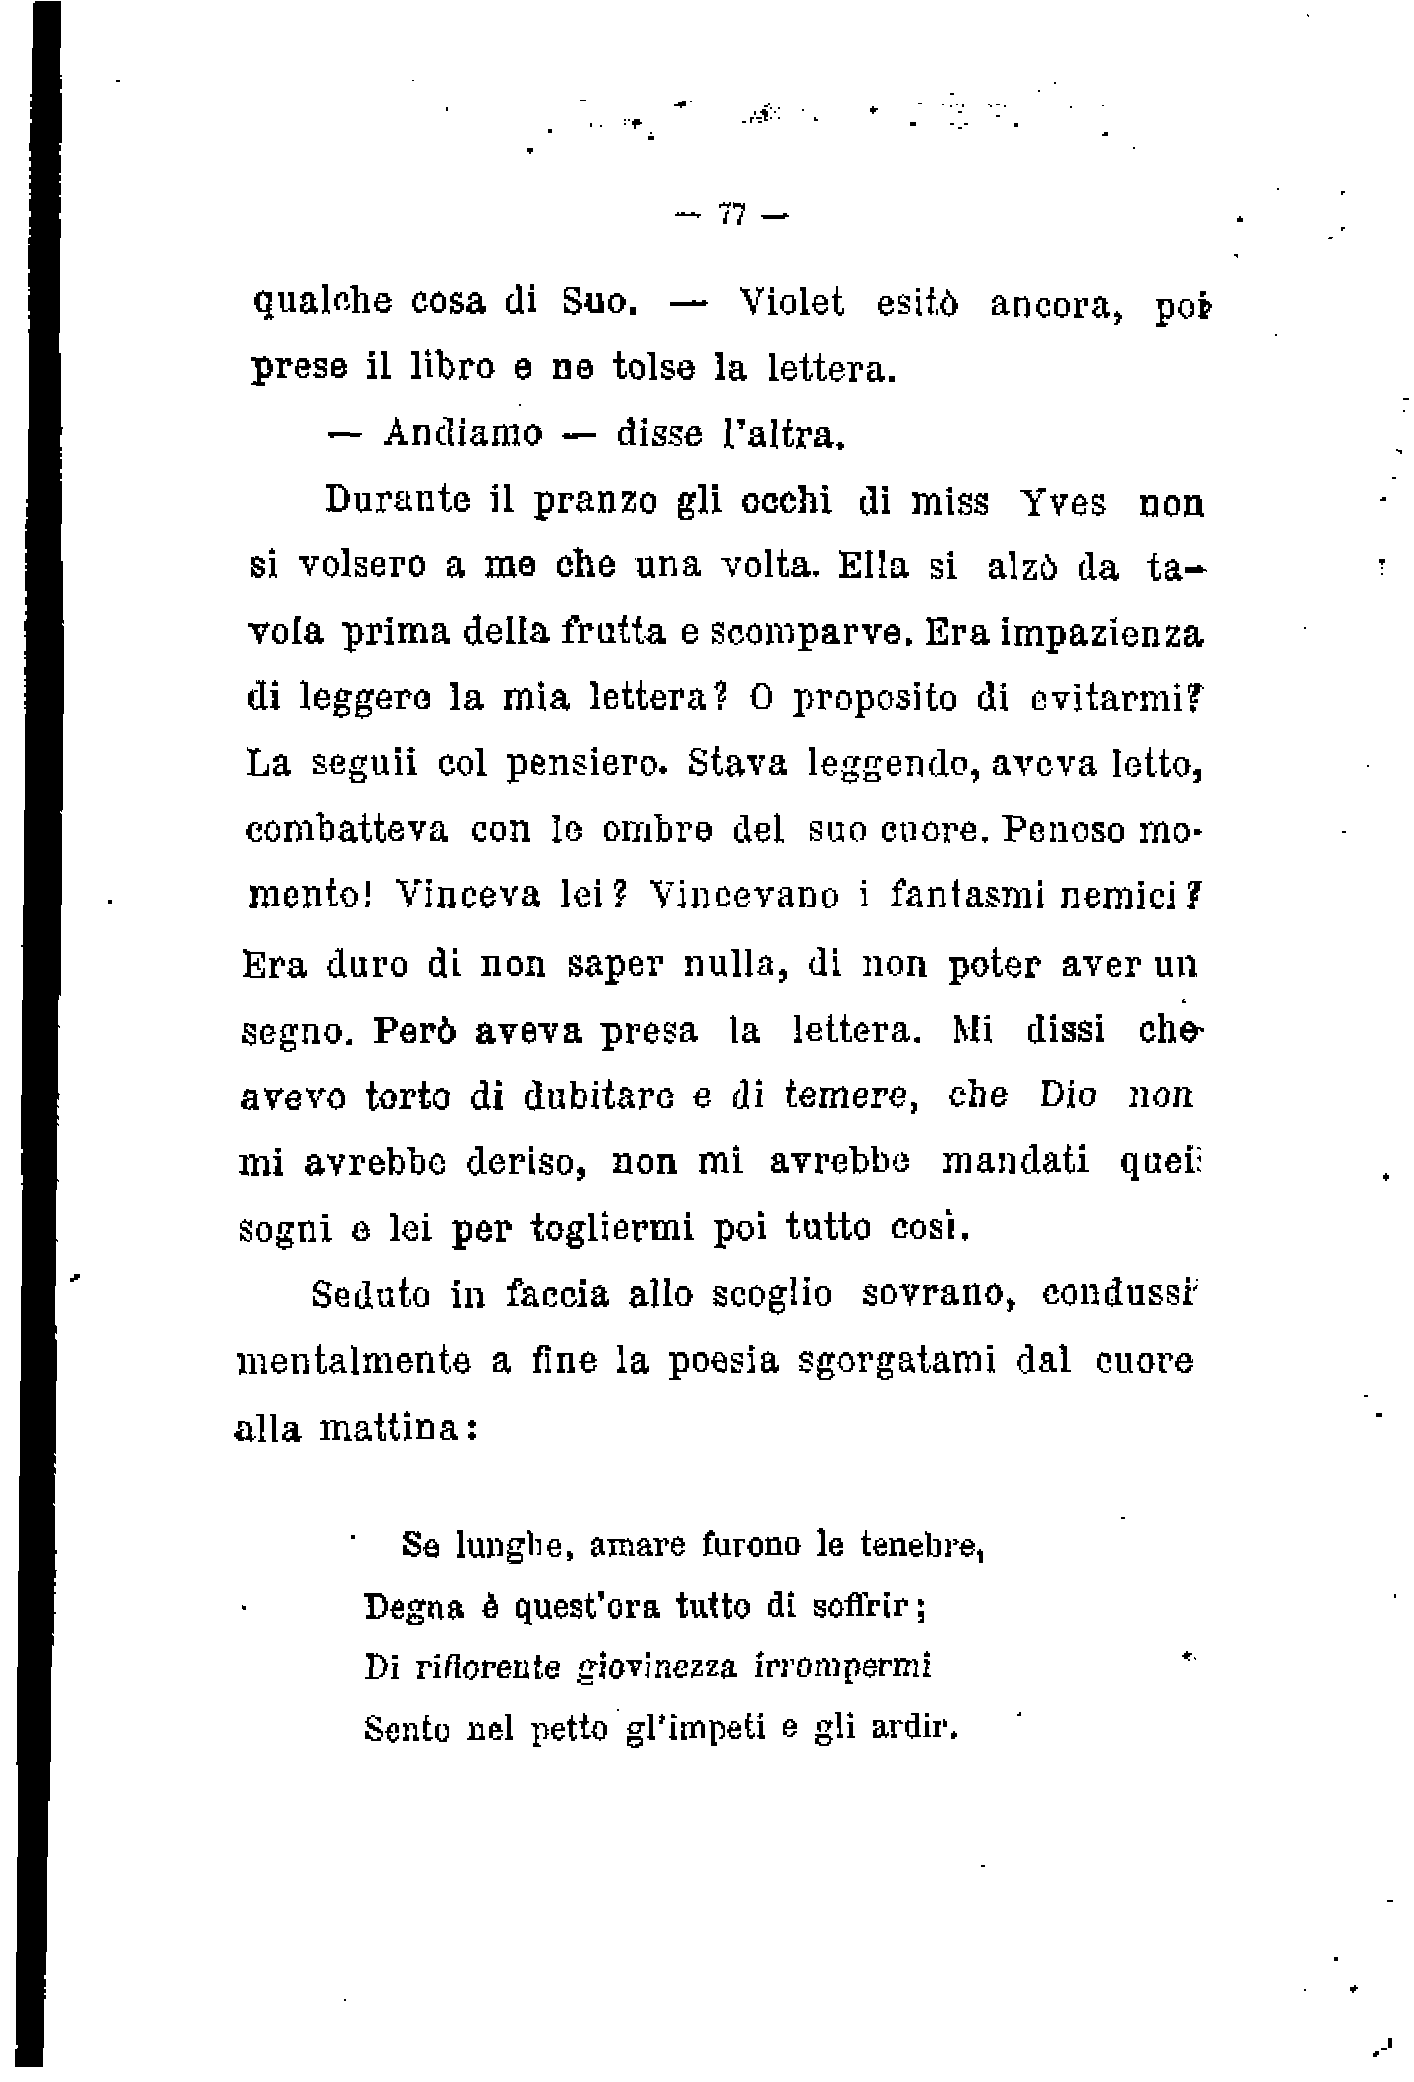 — 77 —
qualche cosa di Suo. — Violet esitò ancora, poi
prese il libro e ne tolse la lettera.
— Andiamo — disse l'altra.
Durante il pranzo gli occhi di miss Yves non
si volsero a me che una volta. Ella si alzò da ta-
vola prima della frutta e scomparve. Era impazienza
di leggere la mia lettera? O proposito di evitarmi?
La seguii col pensiero. Stava leggendo, aveva letto,
combatteva con le ombre del suo cuore. Penoso mo-
mento! Vinceva lei? Vincevano i fantasmi nemici?
Era duro di non saper nulla, di non poter aver un
segno. Però aveva presa la lettera. Mi dissi che
avevo torto di dubitare e di temere, che Dio non
mi avrebbe deriso, non mi avrebbe mandati quei
sogni e lei per togliermi poi tutto così.
Seduto in faccia allo scoglio sovrano, condussi
mentalmente a fine la poesia sgorgatami dal cuore
alla mattina:
Se lunghe, amare furono le tenebre,
Degna è quest'ora tutto di soffrir;
Di riflorente giovinezza irrompermi
Sento nel petto gl'impeti e gli ardir.